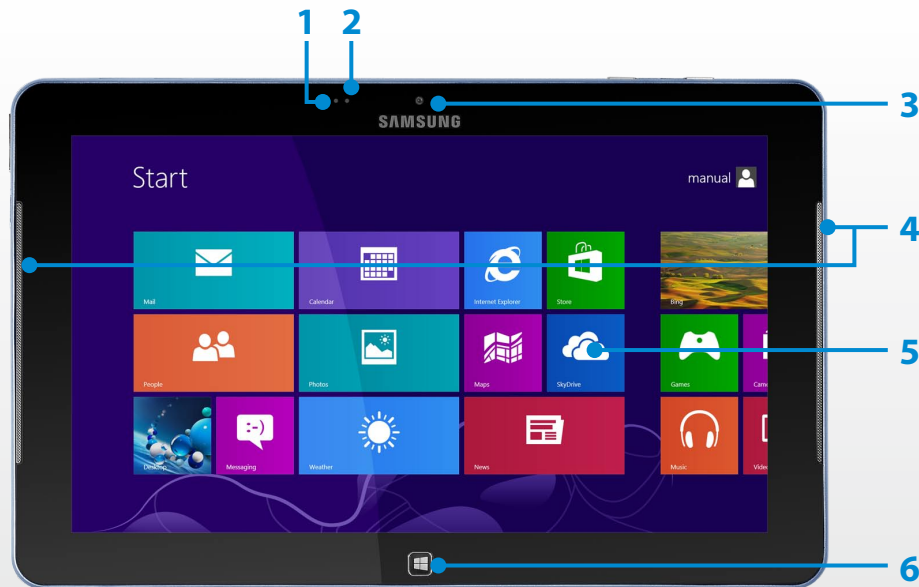 1 2
3
SAMSUNG
Start
manual
4
Mail
Calendar
Internet Explorer
Store
Bing
5
People
Photos
Maps
SkyDrive
Games
Desktop
Messaging
Weather
News
Music
6